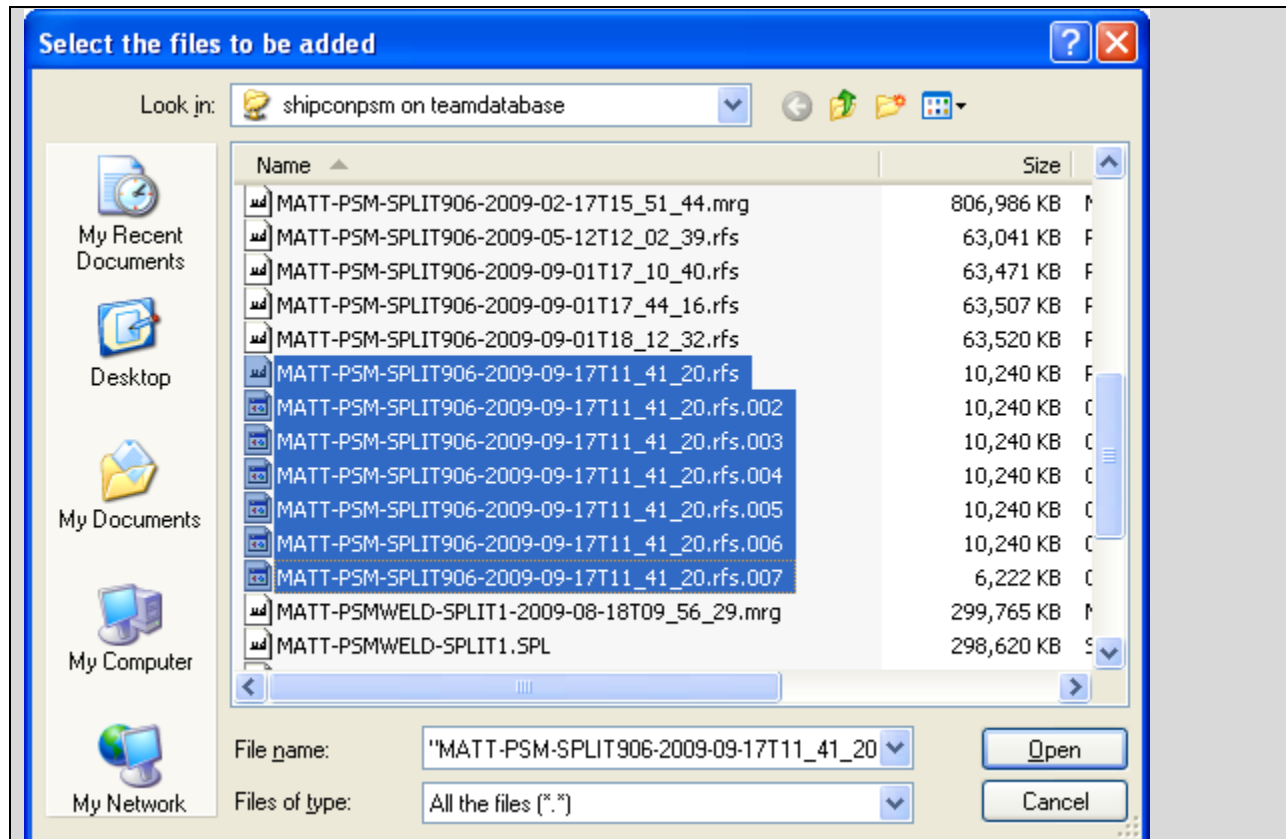 Select the files to be added
Look in: shipconpsm on teamdatabase
My Recent Documents
Desktop
My Documents
My Computer
My Network
Name Size
MATT-PSM-SPLIT906-2009-02-17T15_51_44.mrg 806,986 KB
MATT-PSM-SPLIT906-2009-05-12T12_02_39.rfs 63,041 KB
MATT-PSM-SPLIT906-2009-09-01T17_10_40.rfs 63,471 KB
MATT-PSM-SPLIT906-2009-09-01T17_44_16.rfs 63,507 KB
MATT-PSM-SPLIT906-2009-09-01T18_12_32.rfs 63,520 KB
MATT-PSM-SPLIT906-2009-09-17T11_41_20.rfs 10,240 KB
MATT-PSM-SPLIT906-2009-09-17T11_41_20.rfs.002 10,240 KB
MATT-PSM-SPLIT906-2009-09-17T11_41_20.rfs.003 10,240 KB
MATT-PSM-SPLIT906-2009-09-17T11_41_20.rfs.004 10,240 KB
MATT-PSM-SPLIT906-2009-09-17T11_41_20.rfs.005 10,240 KB
MATT-PSM-SPLIT906-2009-09-17T11_41_20.rfs.006 10,240 KB
MATT-PSM-SPLIT906-2009-09-17T11_41_20.rfs.007 6,222 KB
MATT-PSMWELD-SPLIT1-2009-08-18T09_56_29.mrg 299,765 KB
MATT-PSMWELD-SPLIT1.SPL 298,620 KB
File name: "MATT-PSM-SPLIT906-2009-09-17T11_41_20 Open
Files of type: All the files (*.*) Cancel